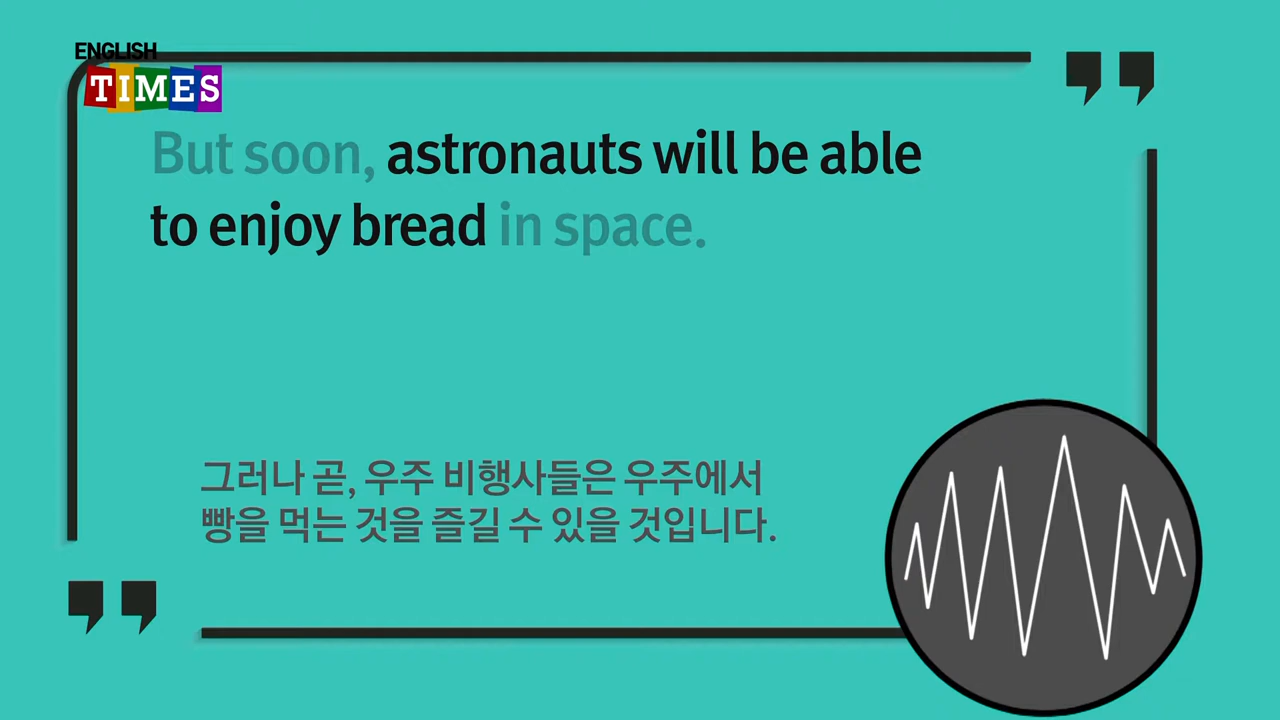 ENGLISH
TIMES
But soon, astronauts will be able
to enjoy bread in space.
그러나 곧, 우주 비행사들은 우주에서
빵을 먹는 것을 즐길 수 있을 것입니다.